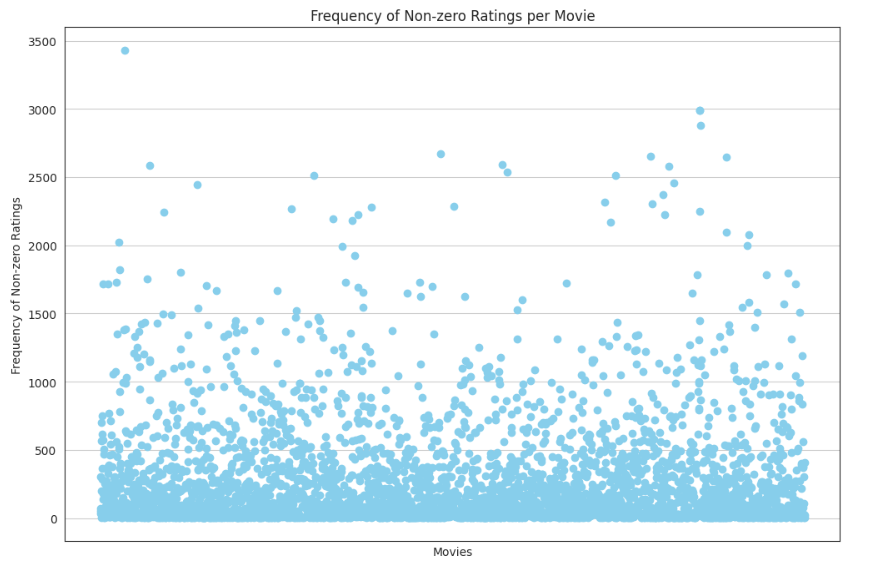 Frequency of Non-zero Ratings per Movie
3500
3000
2500
2000
1500
1000
500
0
Frequency of Non-zero Ratings
Movies